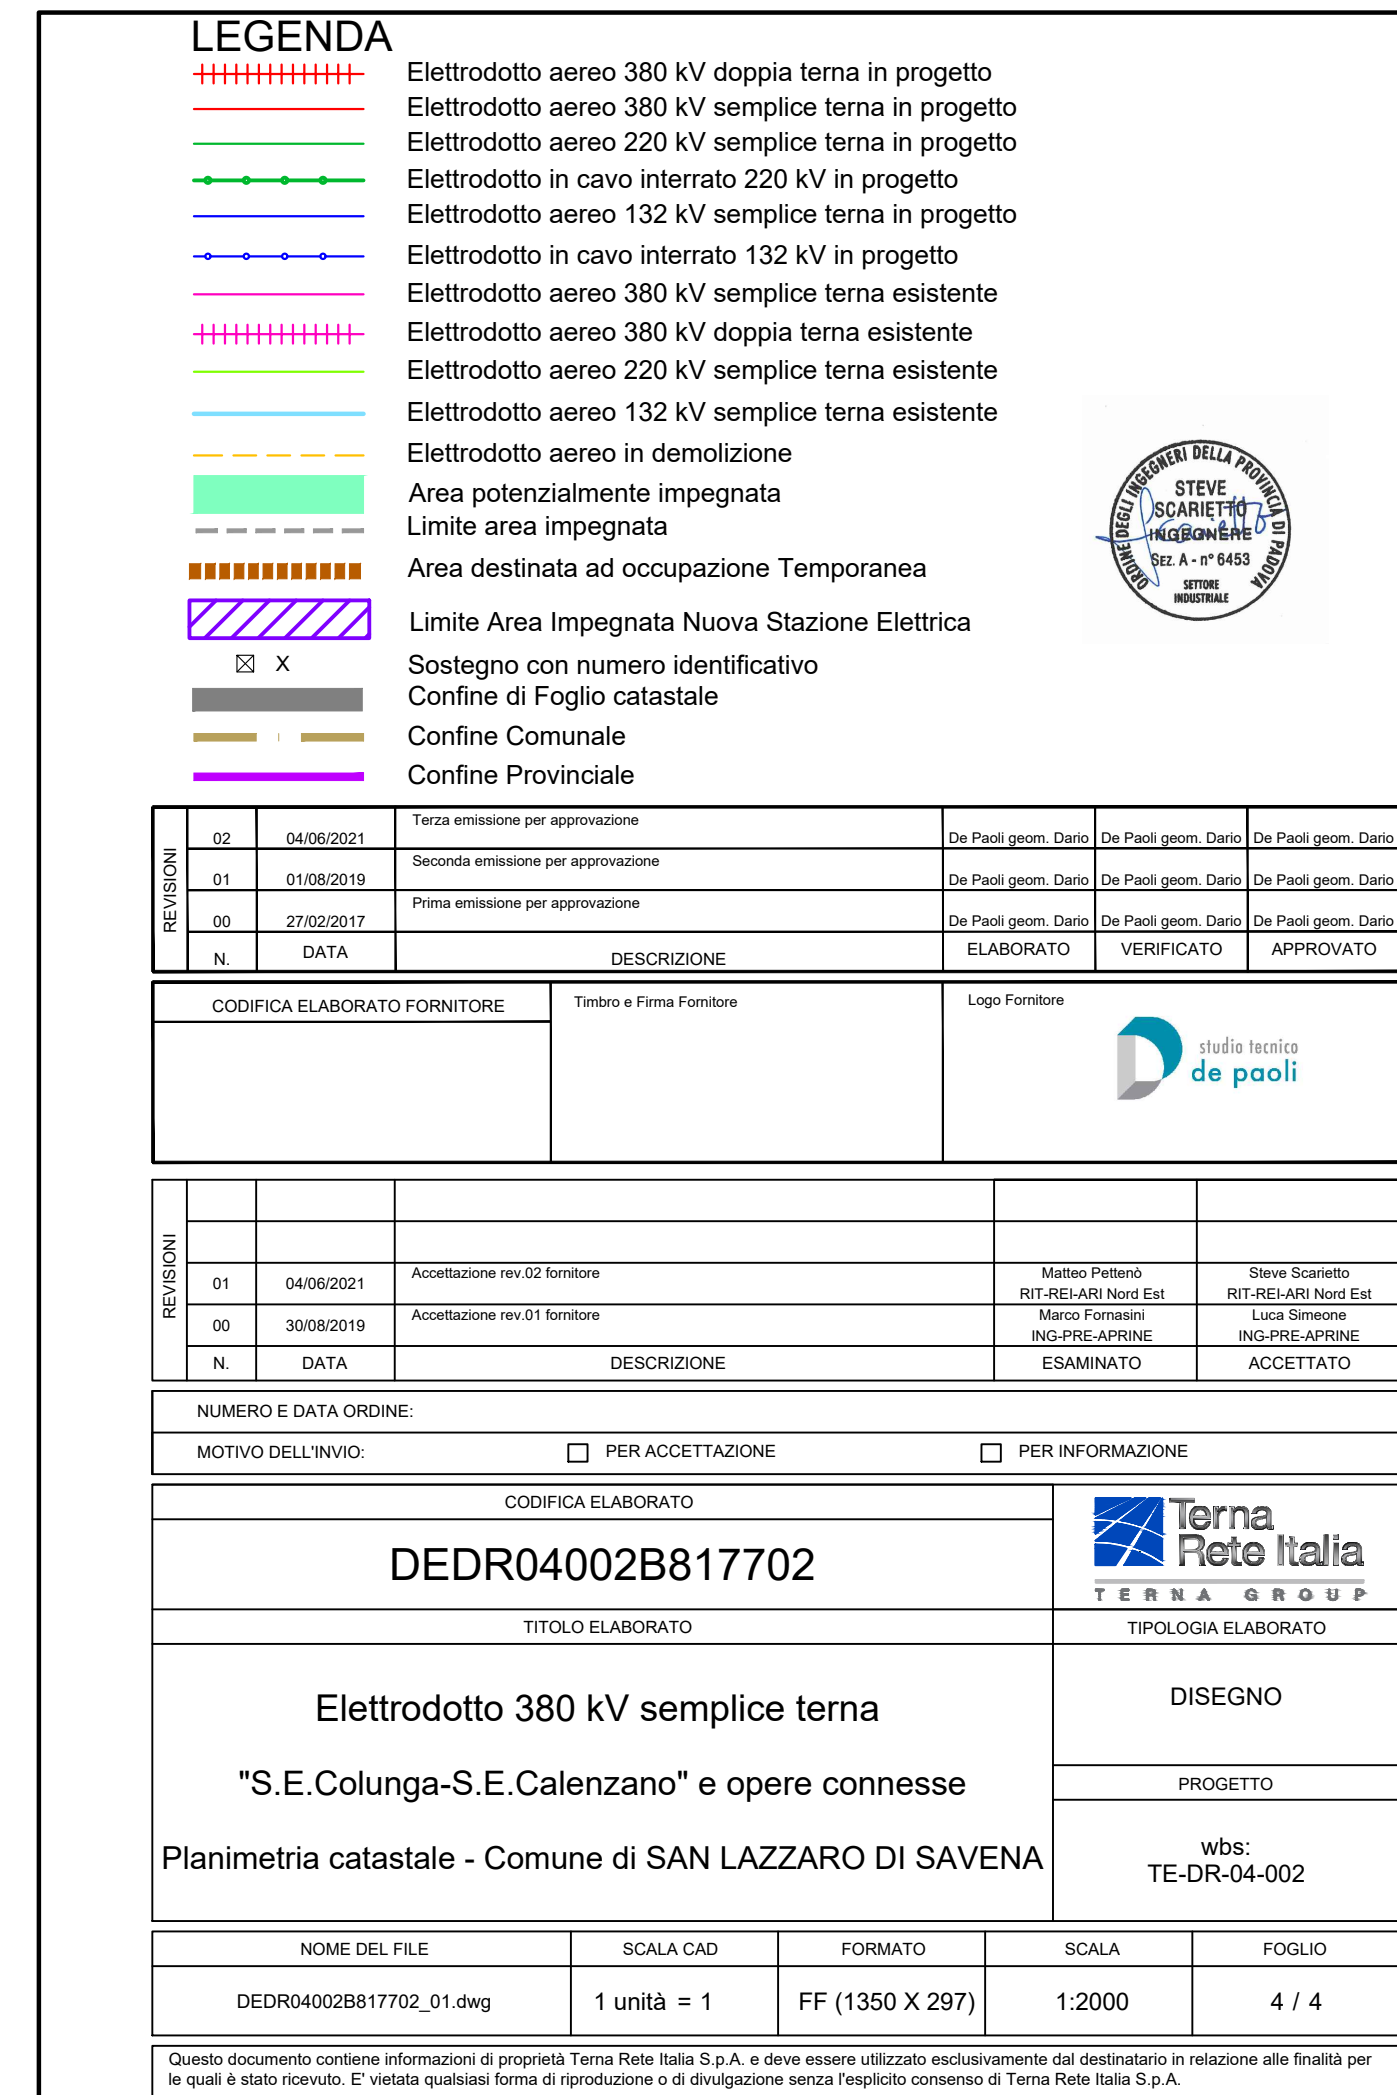 LEGENDA
Elettrodotto aereo 380 kV doppia terna in progetto
Elettrodotto aereo 380 kV semplice terna in progetto
Elettrodotto aereo 220 kV semplice terna in progetto
Elettrodotto in cavo interrato 220 kV in progetto
Elettrodotto aereo 132 kV semplice terna in progetto
Elettrodotto in cavo interrato 132 kV in progetto
Elettrodotto aereo 380 kV semplice terna esistente
Elettrodotto aereo 380 kV doppia terna esistente
Elettrodotto aereo 220 kV semplice terna esistente
Elettrodotto aereo 132 kV semplice terna esistente
Elettrodotto aereo in demolizione
Area potenzialmente impegnata
Limite area impegnata
Area destinata ad occupazione Temporanea
Limite Area Impegnata Nuova Stazione Elettrica
X Sostegno con numero identificativo
Confine di Foglio catastale
Confine Comunale
Confine Provinciale
ORDINE DEGLI INGEGNERI DELLA PROVINCIA DI PADOVA
STEVE
SCARIETTO
INGEGNERE
SEZ. A - n° 6453
SETTORE
INDUSTRIALE
REVISIONI
02 04/06/2021 Terza emissione per approvazione De Paoli geom. Dario De Paoli geom. Dario De Paoli geom. Dario
01 01/08/2019 Seconda emissione per approvazione De Paoli geom. Dario De Paoli geom. Dario De Paoli geom. Dario
00 27/02/2017 Prima emissione per approvazione De Paoli geom. Dario De Paoli geom. Dario De Paoli geom. Dario
N. DATA DESCRIZIONE ELABORATO VERIFICATO APPROVATO
CODIFICA ELABORATO FORNITORE Timbro e Firma Fornitore Logo Fornitore
studio tecnico
de paoli
REVISIONI
01 04/06/2021 Accettazione rev.02 fornitore Matteo Pettenò Steve Scarietto
RIT-REI-ARI Nord Est RIT-REI-ARI Nord Est
00 30/08/2019 Accettazione rev.01 fornitore Marco Fornasini Luca Simeone
ING-PRE-APRINE ING-PRE-APRINE
N. DATA DESCRIZIONE ESAMINATO ACCETTATO
NUMERO E DATA ORDINE:
MOTIVO DELL'INVIO: PER ACCETTAZIONE PER INFORMAZIONE
CODIFICA ELABORATO
DEDR04002B817702
Terna
Rete Italia
TERNA GROUP
TITOLO ELABORATO TIPOLOGIA ELABORATO
Elettrodotto 380 kV semplice terna
"S.E.Colunga-S.E.Calenzano" e opere connesse
Planimetria catastale - Comune di SAN LAZZARO DI SAVENA
DISEGNO
PROGETTO
wbs:
TE-DR-04-002
NOME DEL FILE SCALA CAD FORMATO SCALA FOGLIO
DEDR04002B817702_01.dwg 1 unità = 1 FF (1350 X 297) 1:2000 4 / 4
Questo documento contiene informazioni di proprietà Terna Rete Italia S.p.A. e deve essere utilizzato esclusivamente dal destinatario in relazione alle finalità per
le quali è stato ricevuto. E' vietata qualsiasi forma di riproduzione o di divulgazione senza l'esplicito consenso di Terna Rete Italia S.p.A.